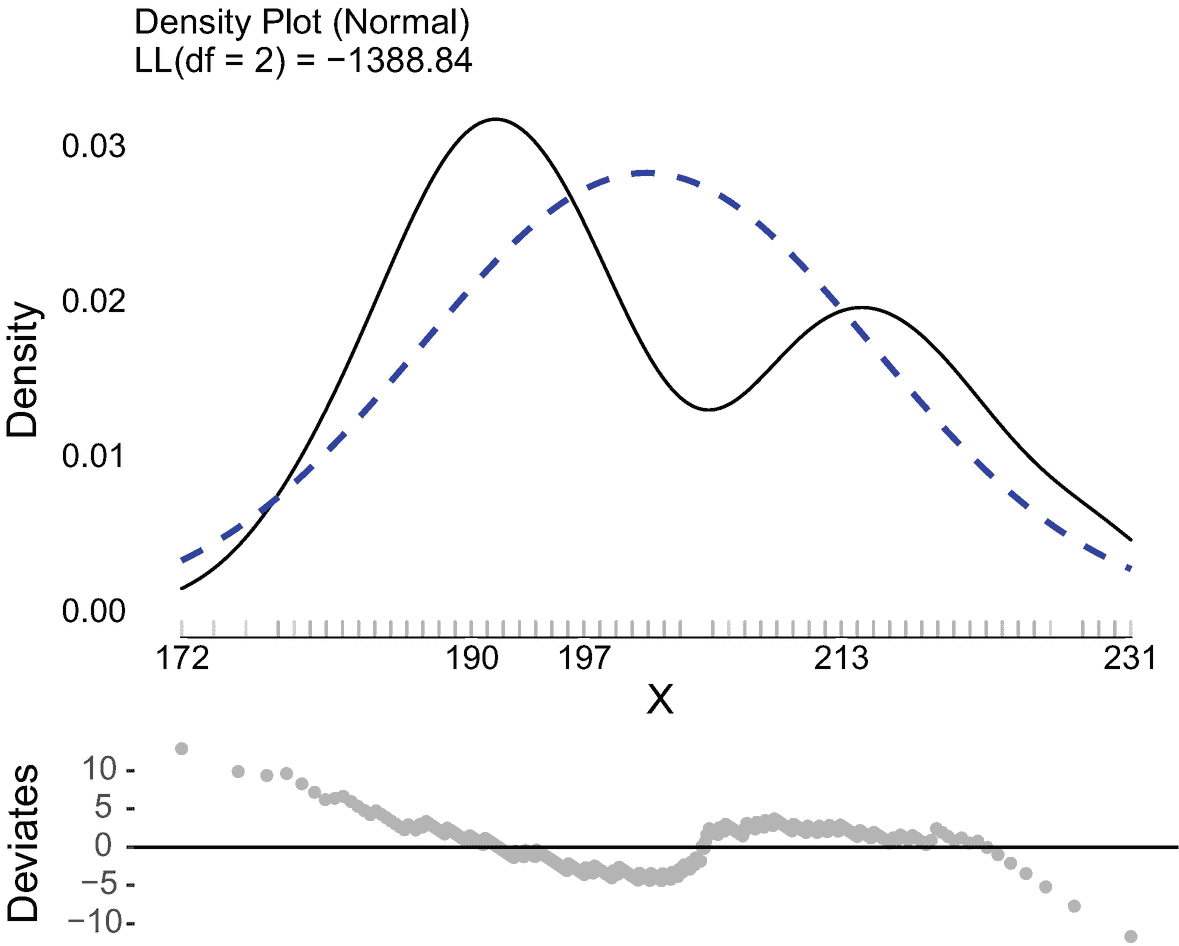 Density Plot (Normal)
LL(df = 2) = −1388.84
0.03
0.02
0.01
0.00
Density
172 190 197 213 231
X
10
5
0
−5
−10
Deviates